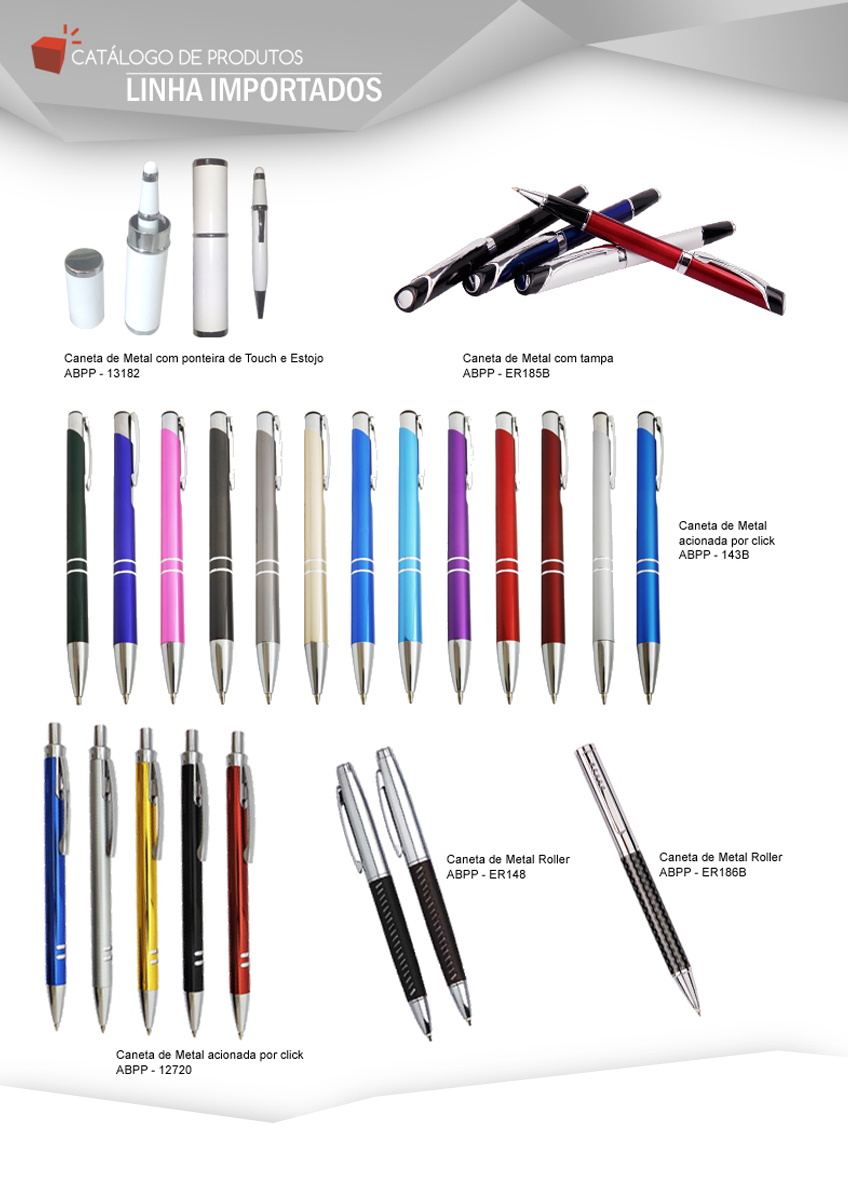 CATÁLOGO DE PRODUTOS
LINHA IMPORTADOS
Caneta de Metal com ponteira de Touch e Estojo
ABPP - 13182
Caneta de Metal com tampa
ABPP - ER185B
Caneta de Metal
acionada por click
ABPP - 143B
Caneta de Metal Roller
ABPP - ER148
Caneta de Metal Roller
ABPP - ER186B
Caneta de Metal acionada por click
ABPP - 12720